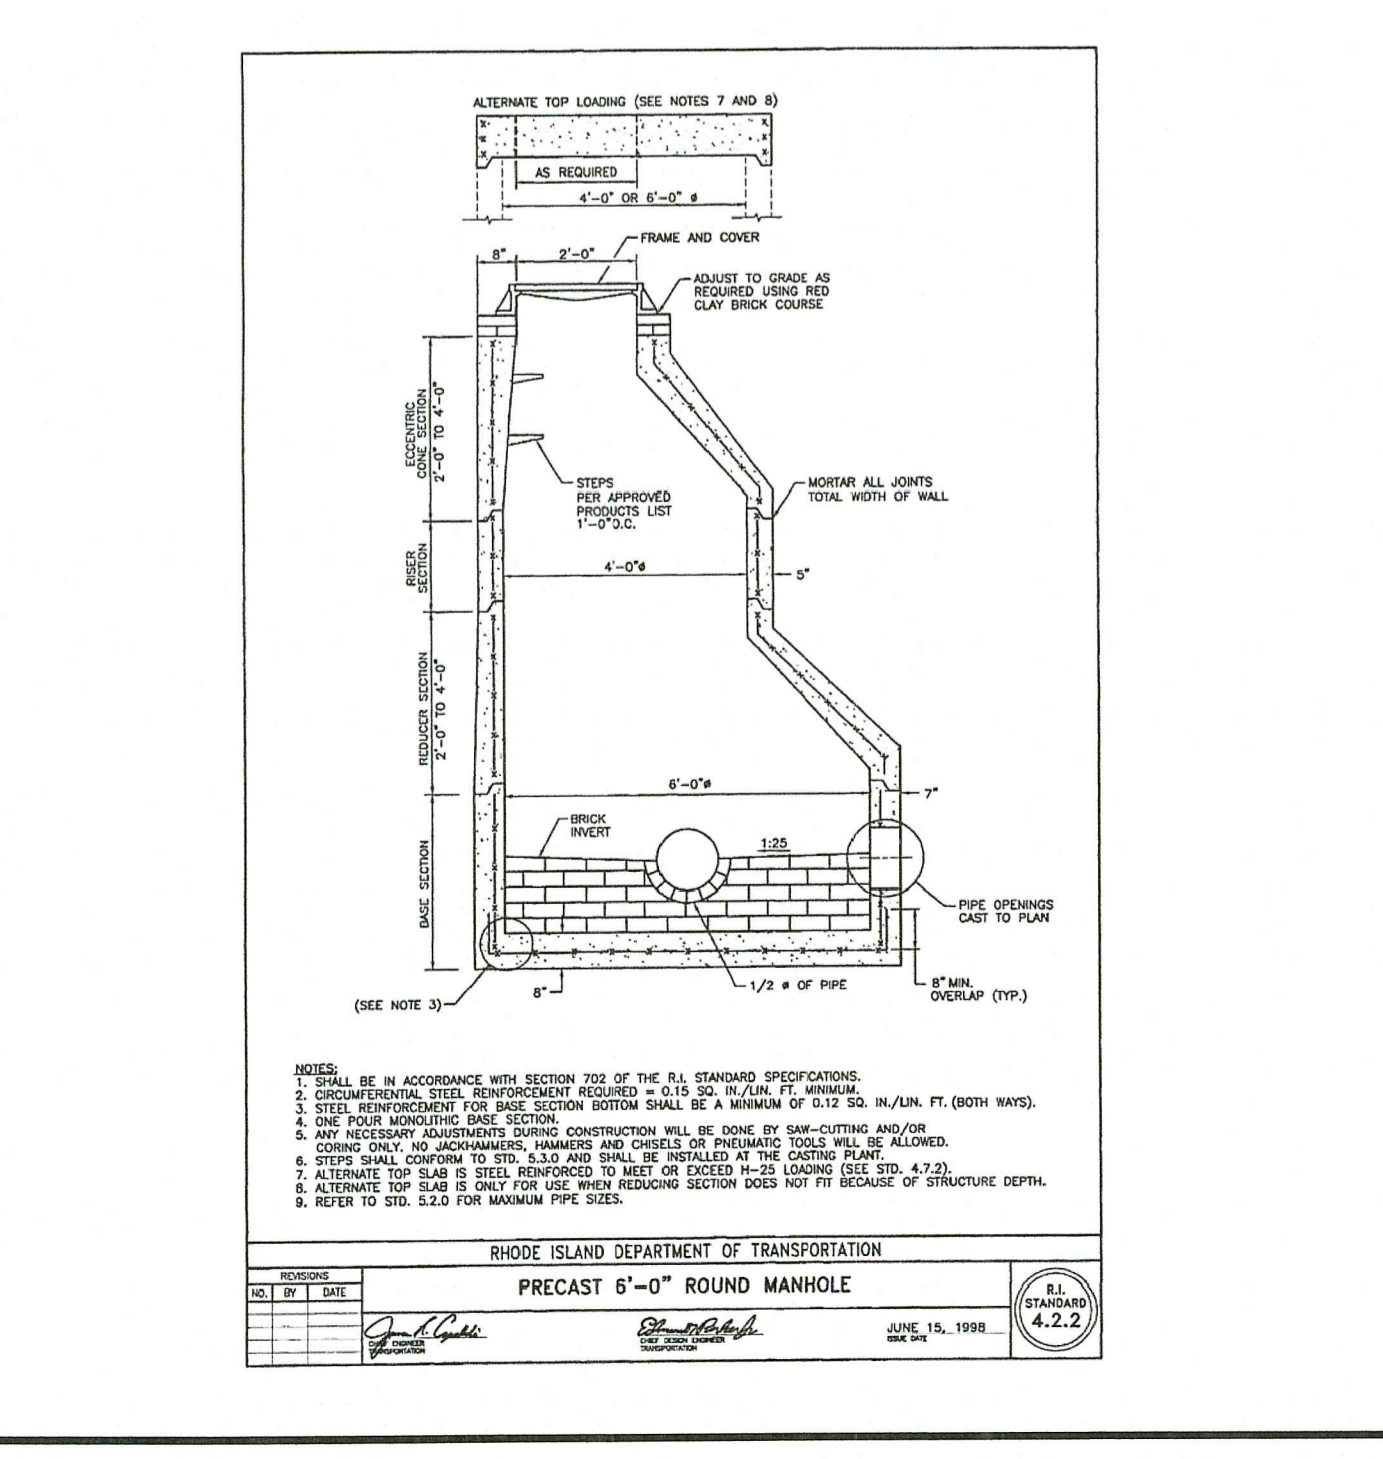 ALTERNATE TOP LOADING (SEE NOTES 7 AND 8)
AS REQUIRED
4'-0" OR 6'-0" ø
FRAME AND COVER
8"
2'-0"
ADJUST TO GRADE AS
REQUIRED USING RED
CLAY BRICK COURSE
ECCENTRIC
CONE SECTION
2'-0" TO 4'-0"
STEPS
PER APPROVED
PRODUCTS LIST
1'-0"O.C.
MORTAR ALL JOINTS
TOTAL WIDTH OF WALL
RISER
SECTION
4'-0"ø
5"
REDUCER SECTION
2'-0" TO 4'-0"
6'-0"ø
7"
BRICK
INVERT
1:25
BASE SECTION
PIPE OPENINGS
CAST TO PLAN
(SEE NOTE 3)
8"
1/2 ø OF PIPE
8" MIN.
OVERLAP (TYP.)
NOTES:
1. SHALL BE IN ACCORDANCE WITH SECTION 702 OF THE R.I. STANDARD SPECIFICATIONS.
2. CIRCUMFERENTIAL STEEL REINFORCEMENT REQUIRED = 0.15 SQ. IN./LIN. FT. MINIMUM.
3. STEEL REINFORCEMENT FOR BASE SECTION BOTTOM SHALL BE A MINIMUM OF 0.12 SQ. IN./LIN. FT. (BOTH WAYS).
4. ONE POUR MONOLITHIC BASE SECTION.
5. ANY NECESSARY ADJUSTMENTS DURING CONSTRUCTION WILL BE DONE BY SAW-CUTTING AND/OR
CORING ONLY. NO JACKHAMMERS, HAMMERS AND CHISELS OR PNEUMATIC TOOLS WILL BE ALLOWED.
6. STEPS SHALL CONFORM TO STD. 5.3.0 AND SHALL BE INSTALLED AT THE CASTING PLANT.
7. ALTERNATE TOP SLAB IS STEEL REINFORCED TO MEET OR EXCEED H-25 LOADING (SEE STD. 4.7.2).
8. ALTERNATE TOP SLAB IS ONLY FOR USE WHEN REDUCING SECTION DOES NOT FIT BECAUSE OF STRUCTURE DEPTH.
9. REFER TO STD. 5.2.0 FOR MAXIMUM PIPE SIZES.
RHODE ISLAND DEPARTMENT OF TRANSPORTATION
REVISIONS
NO. BY DATE
PRECAST 6'-0" ROUND MANHOLE
CHIEF ENGINEER
TRANSPORTATION
CHIEF DESIGN ENGINEER
TRANSPORTATION
JUNE 15, 1998
ISSUE DATE
R.I.
STANDARD
4.2.2